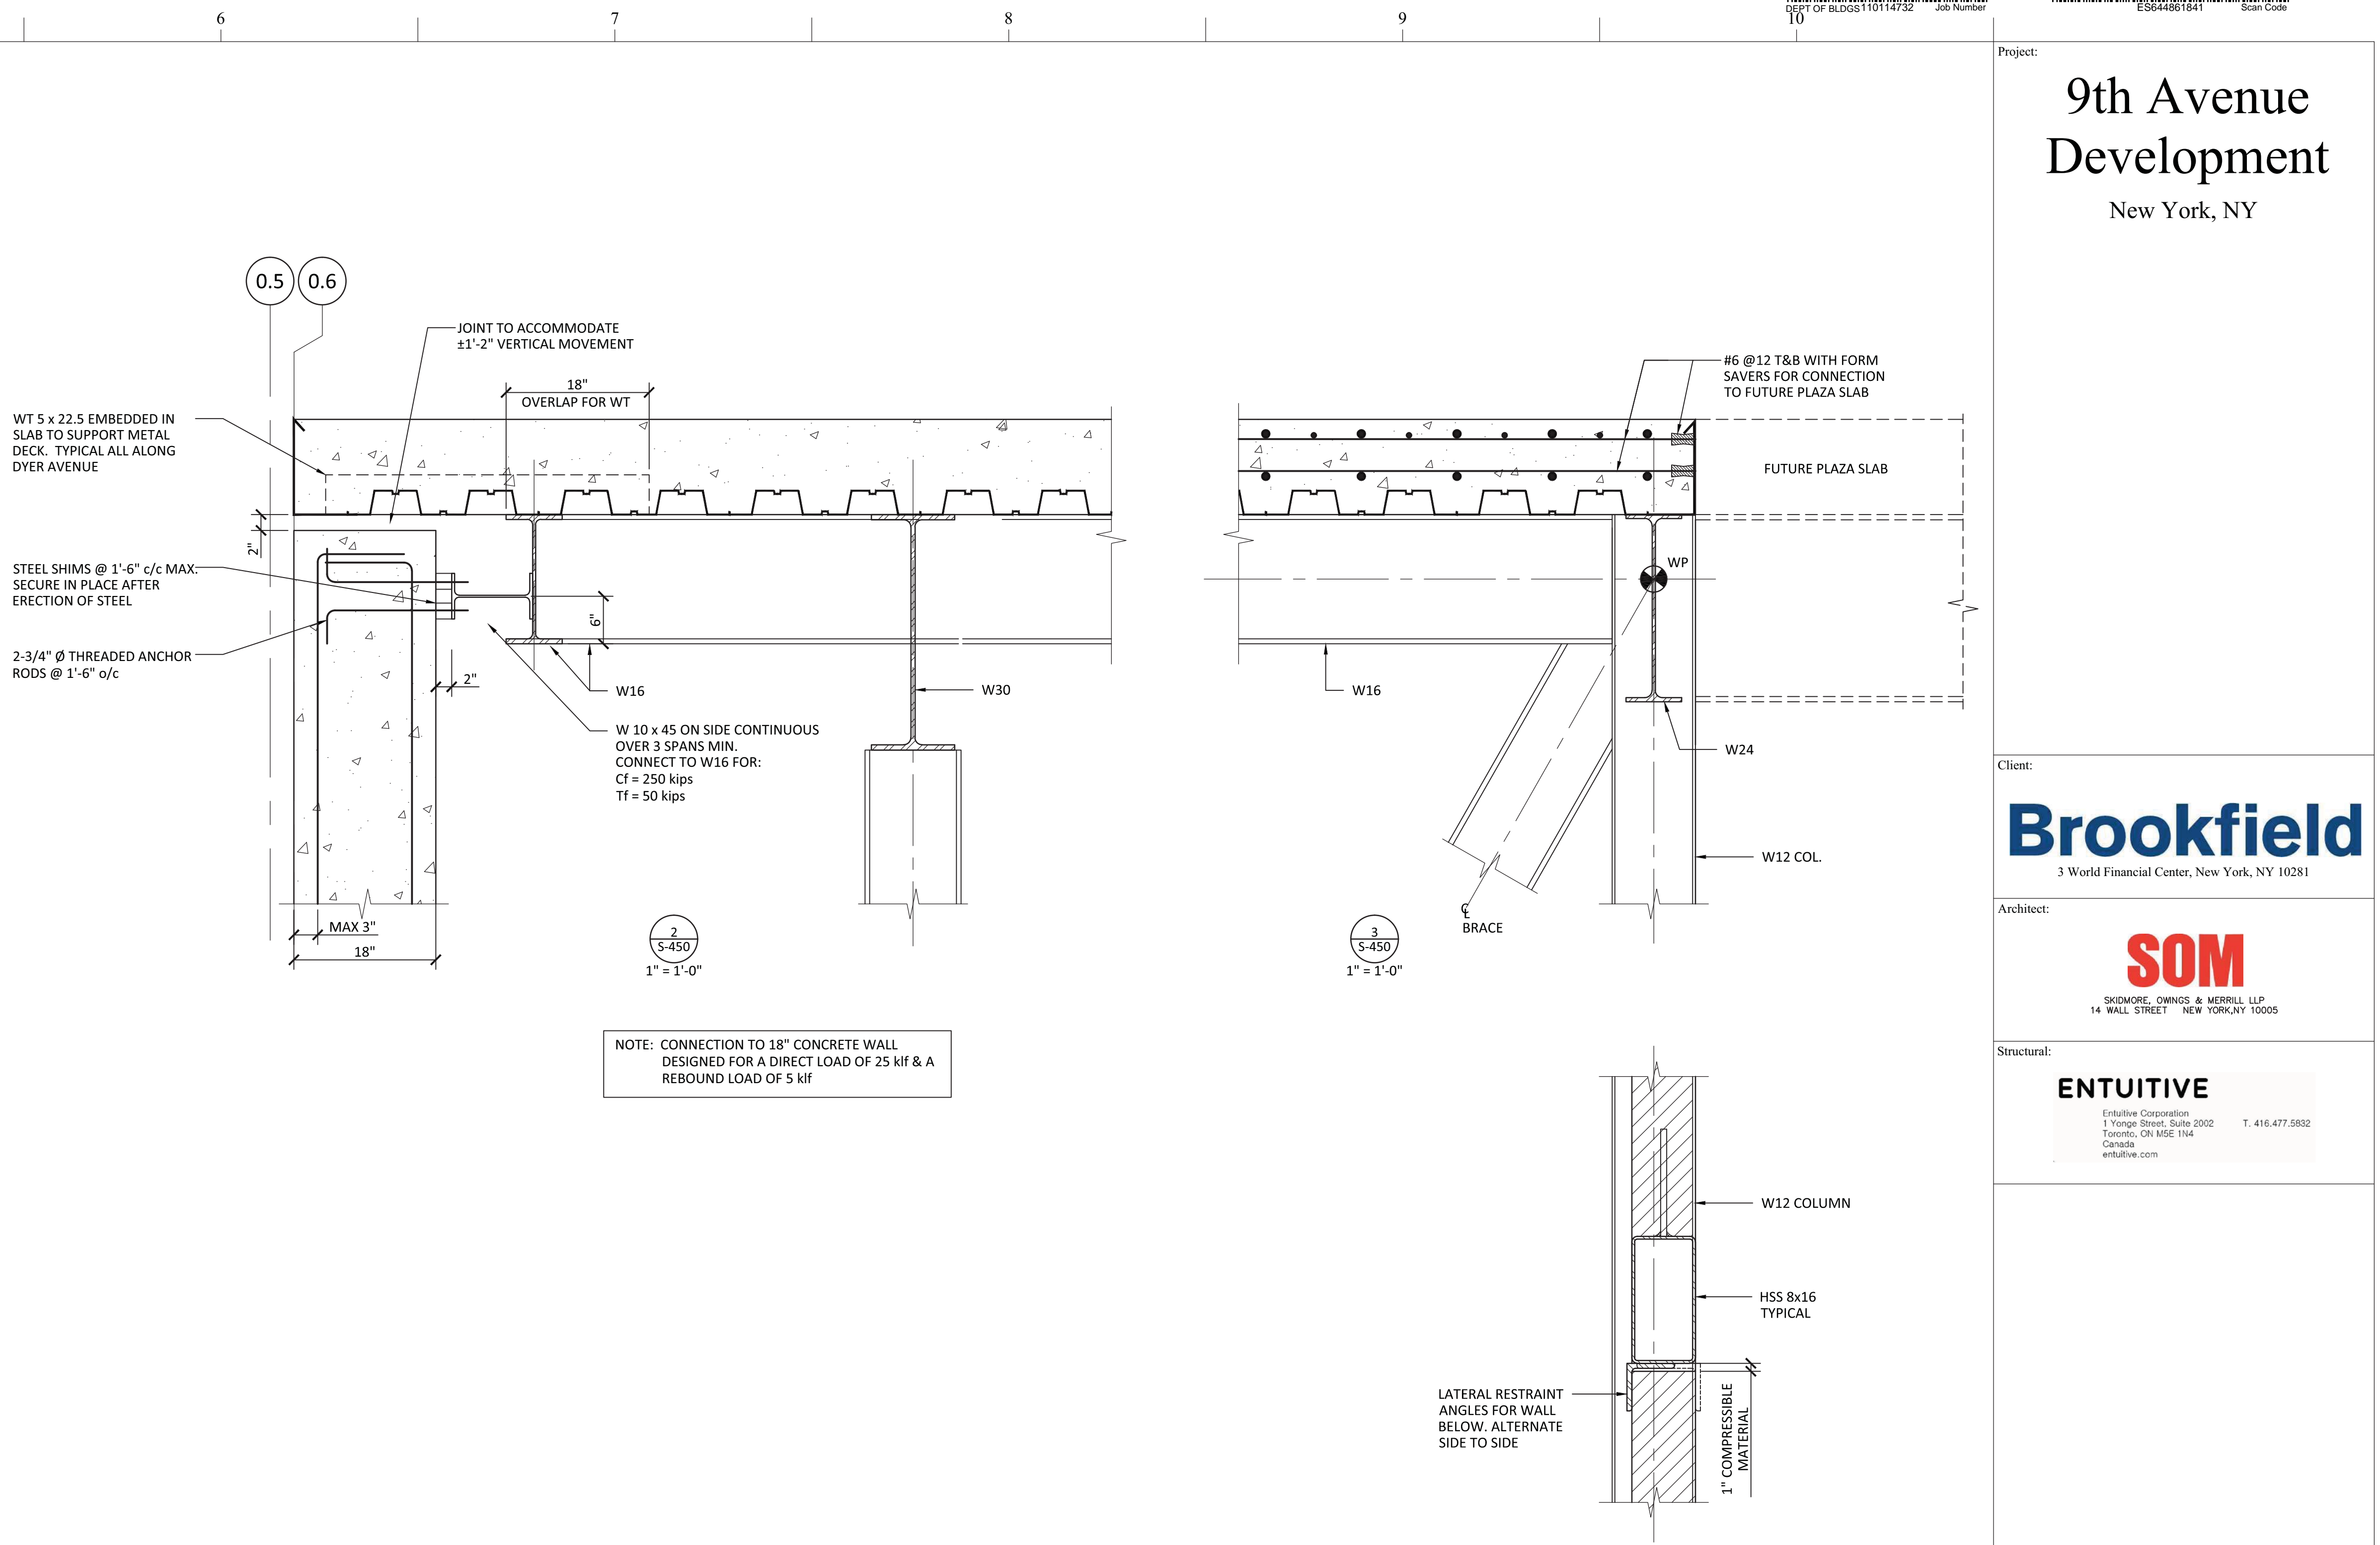 DEPT OF BLDGS 110114732 Job Number
ES644861841 Scan Code
6
7
8
9
10
0.5
0.6
JOINT TO ACCOMMODATE
±1'-2" VERTICAL MOVEMENT
18"
OVERLAP FOR WT
WT 5 x 22.5 EMBEDDED IN
SLAB TO SUPPORT METAL
DECK. TYPICAL ALL ALONG
DYER AVENUE
2"
STEEL SHIMS @ 1'-6" c/c MAX.
SECURE IN PLACE AFTER
ERECTION OF STEEL
2-3/4" Ø THREADED ANCHOR
RODS @ 1'-6" o/c
2"
6"
W16
W30
W 10 x 45 ON SIDE CONTINUOUS
OVER 3 SPANS MIN.
CONNECT TO W16 FOR:
Cf = 250 kips
Tf = 50 kips
MAX 3"
18"
2
S-450
1" = 1'-0"
NOTE: CONNECTION TO 18" CONCRETE WALL
DESIGNED FOR A DIRECT LOAD OF 25 klf & A
REBOUND LOAD OF 5 klf
#6 @12 T&B WITH FORM
SAVERS FOR CONNECTION
TO FUTURE PLAZA SLAB
FUTURE PLAZA SLAB
WP
W16
W24
W12 COL.
℄
BRACE
3
S-450
1" = 1'-0"
W12 COLUMN
HSS 8x16
TYPICAL
LATERAL RESTRAINT
ANGLES FOR WALL
BELOW. ALTERNATE
SIDE TO SIDE
1" COMPRESSIBLE
MATERIAL
Project:
9th Avenue
Development
New York, NY
Client:
Brookfield
3 World Financial Center, New York, NY 10281
Architect:
SOM
SKIDMORE, OWINGS & MERRILL LLP
14 WALL STREET NEW YORK,NY 10005
Structural:
ENTUITIVE
Entuitive Corporation
1 Yonge Street, Suite 2002 T. 416.477.5832
Toronto, ON M5E 1N4
Canada
entuitive.com